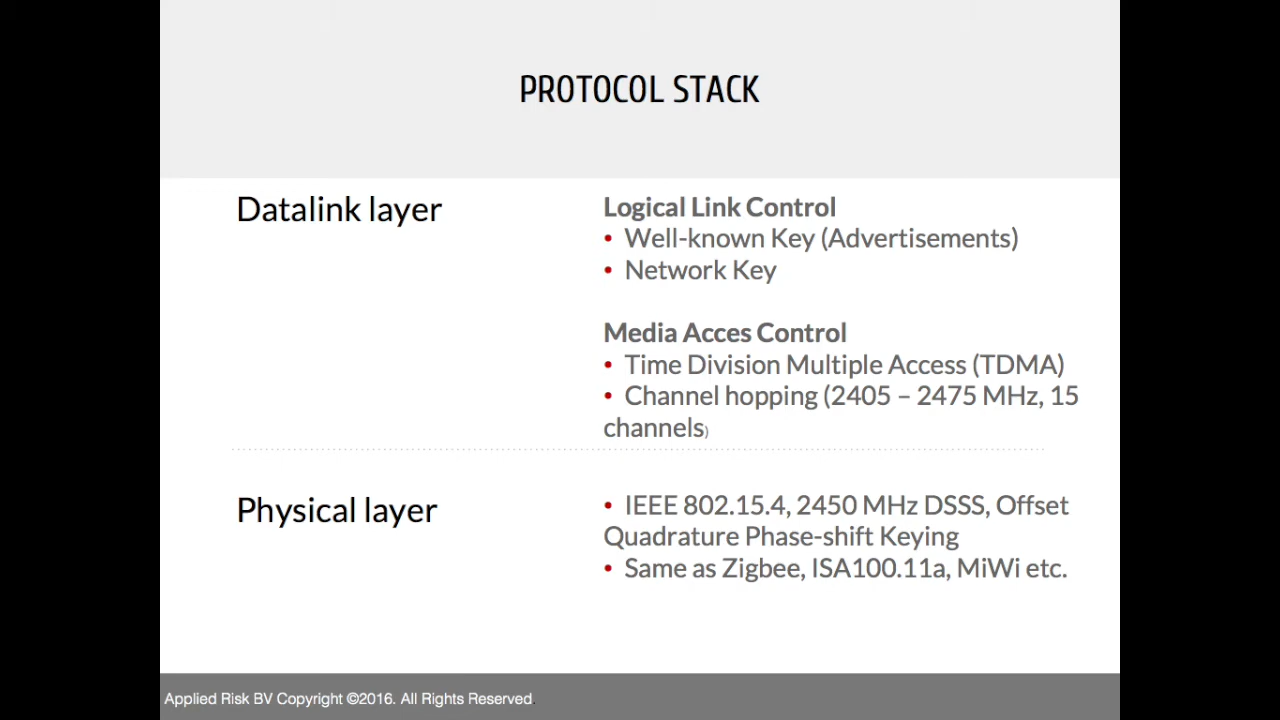 PROTOCOL STACK
Datalink layer
Logical Link Control
• Well-known Key (Advertisements)
• Network Key
Media Acces Control
• Time Division Multiple Access (TDMA)
• Channel hopping (2405 – 2475 MHz, 15
channels)
Physical layer
• IEEE 802.15.4, 2450 MHz DSSS, Offset
Quadrature Phase-shift Keying
• Same as Zigbee, ISA100.11a, MiWi etc.
Applied Risk BV Copyright ©2016. All Rights Reserved.